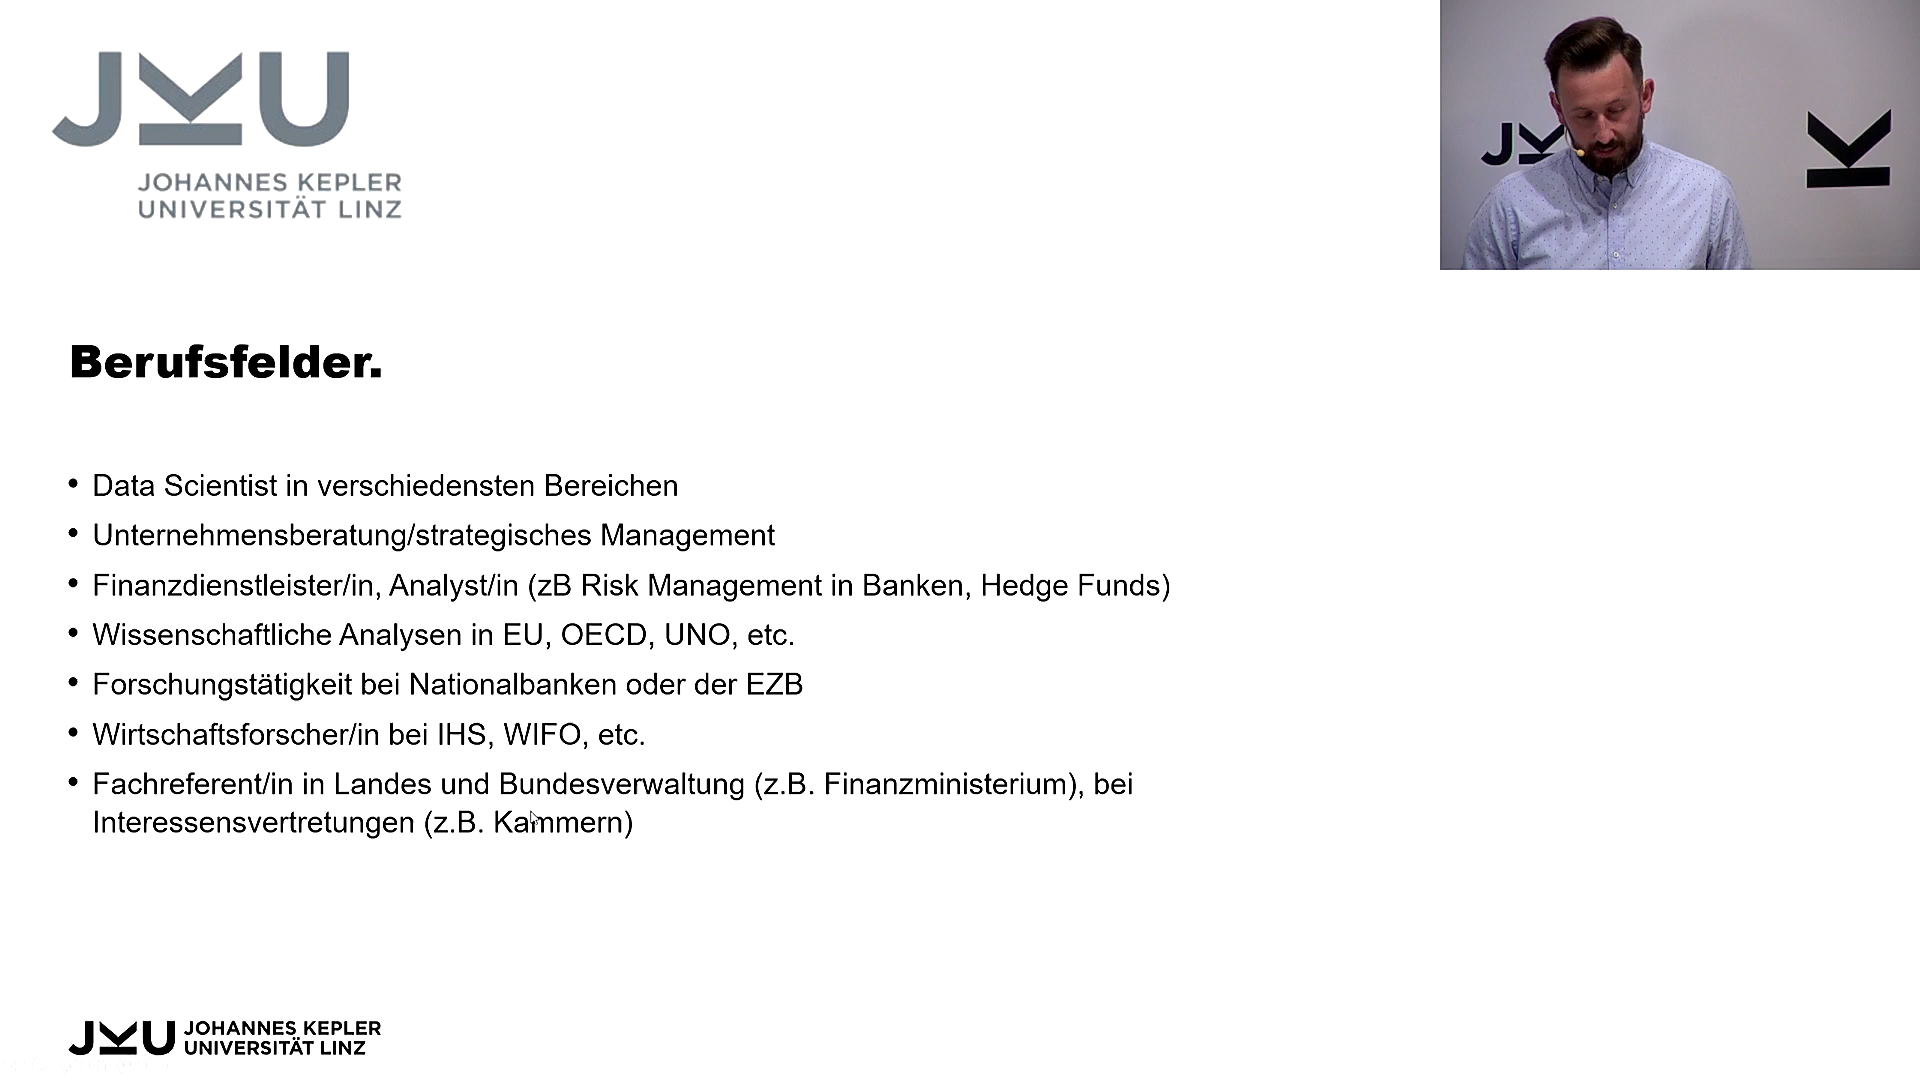 JKU
JOHANNES KEPLER
UNIVERSITÄT LINZ
Berufsfelder.
• Data Scientist in verschiedensten Bereichen
• Unternehmensberatung/strategisches Management
• Finanzdienstleister/in, Analyst/in (zB Risk Management in Banken, Hedge Funds)
• Wissenschaftliche Analysen in EU, OECD, UNO, etc.
• Forschungstätigkeit bei Nationalbanken oder der EZB
• Wirtschaftsforscher/in bei IHS, WIFO, etc.
• Fachreferent/in in Landes und Bundesverwaltung (z.B. Finanzministerium), bei
Interessensvertretungen (z.B. Kammern)
JKU JOHANNES KEPLER
UNIVERSITÄT LINZ